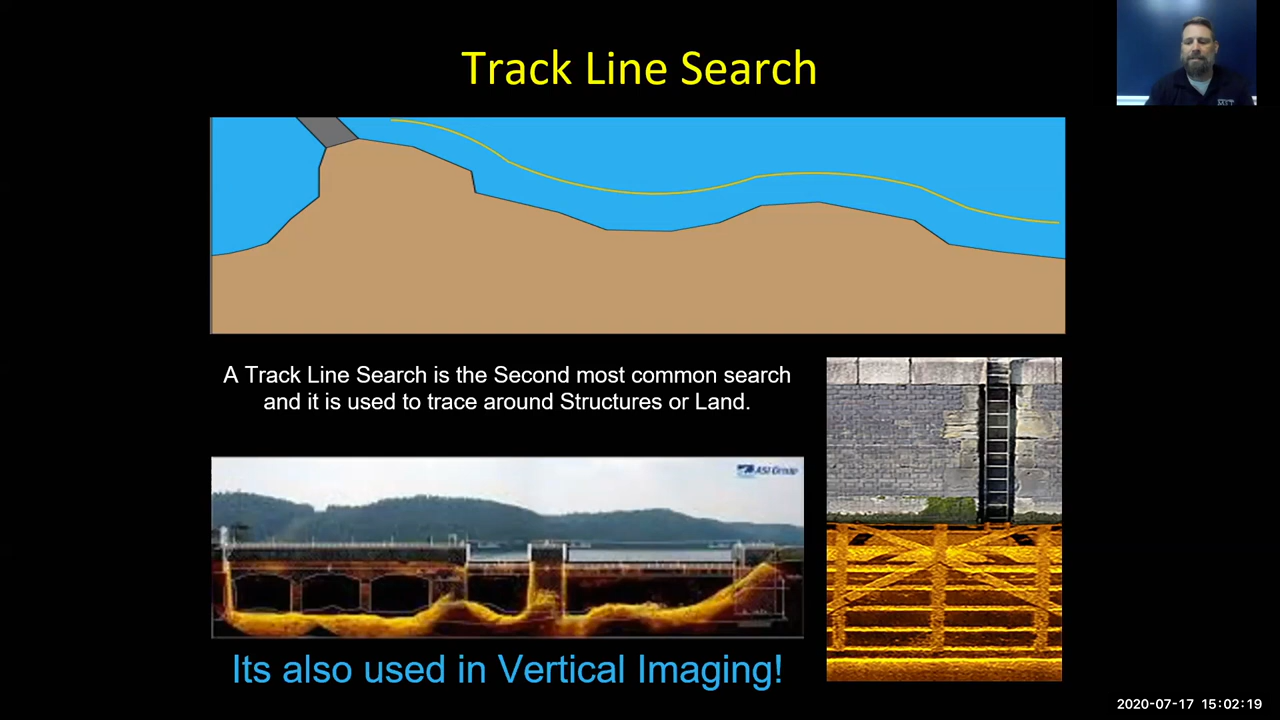 Track Line Search
A Track Line Search is the Second most common search
and it is used to trace around Structures or Land.
ASI Group
Its also used in Vertical Imaging!
2020-07-17 15:02:19